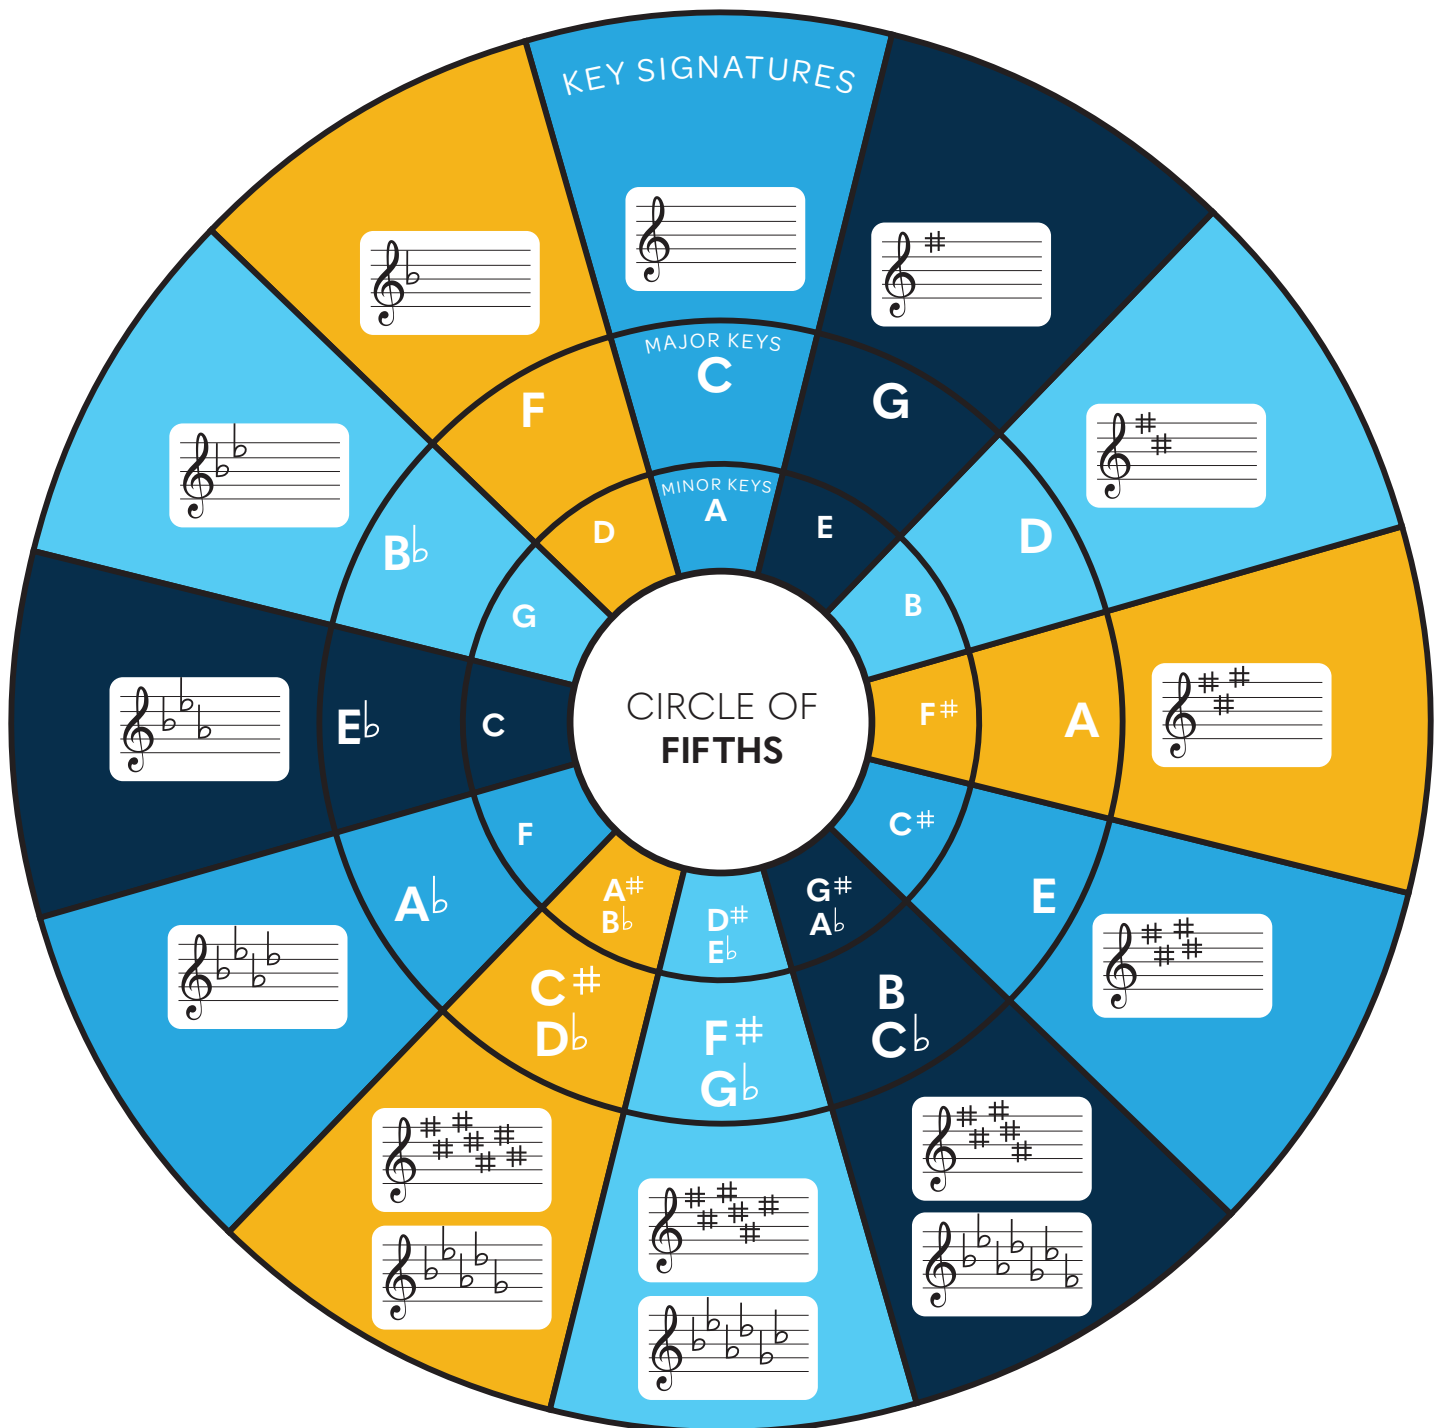 KEY SIGNATURES
MAJOR KEYS
C
G
D
A
E
B
C♭
F♯
G♭
C♯
D♭
A♭
E♭
B♭
F
MINOR KEYS
A
E
B
F♯
C♯
G♯
A♭
D♯
E♭
A♯
B♭
F
C
G
D
CIRCLE OF
FIFTHS